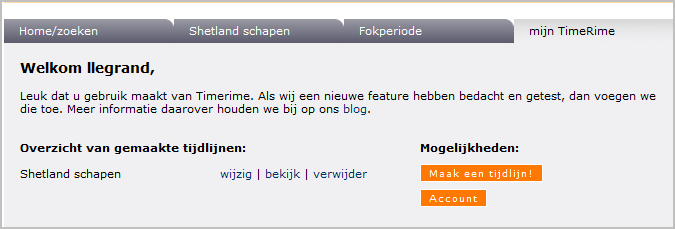 Home/zoeken
Shetland schapen
Fokperiode
mijn TimeRime
Welkom llegrand,
Leuk dat u gebruik maakt van Timerime. Als wij een nieuwe feature hebben bedacht en getest, dan voegen we
die toe. Meer informatie daarover houden we bij op ons blog.
Overzicht van gemaakte tijdlijnen:
Shetland schapen wijzig | bekijk | verwijder
Mogelijkheden:
Maak een tijdlijn!
Account